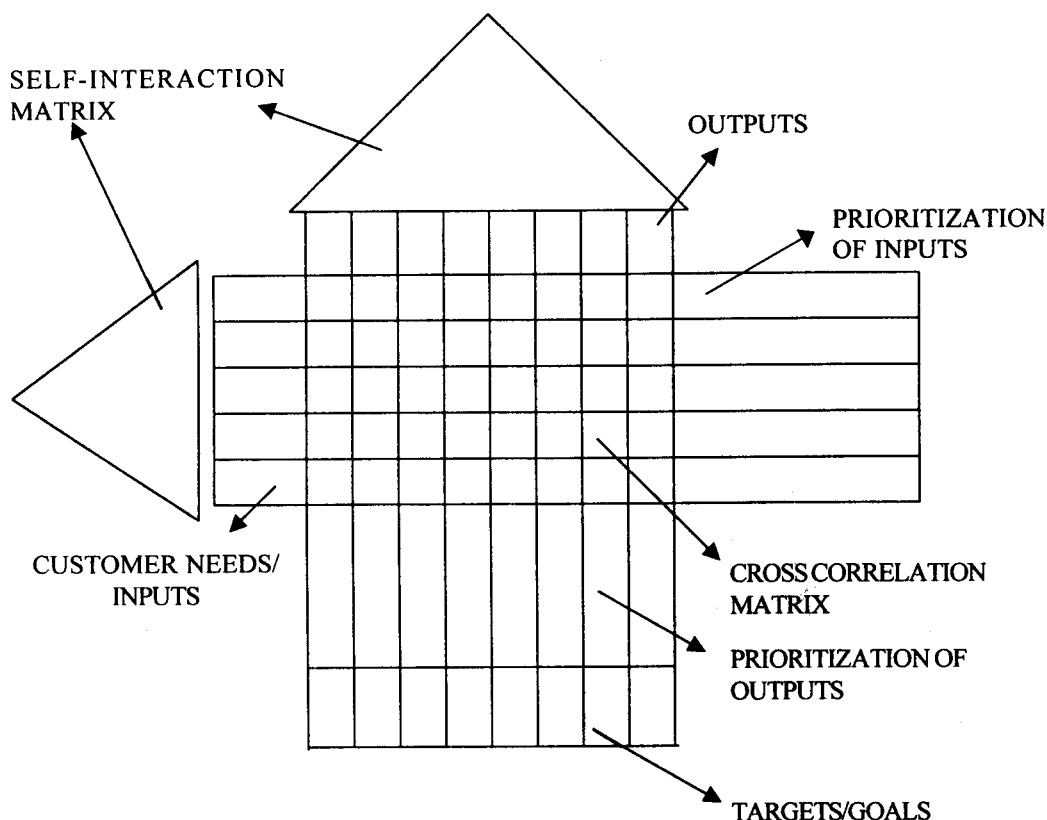 SELF-INTERACTION
MATRIX
OUTPUTS
PRIORITIZATION
OF INPUTS
CUSTOMER NEEDS/
INPUTS
CROSS CORRELATION
MATRIX
PRIORITIZATION OF
OUTPUTS
TARGETS/GOALS